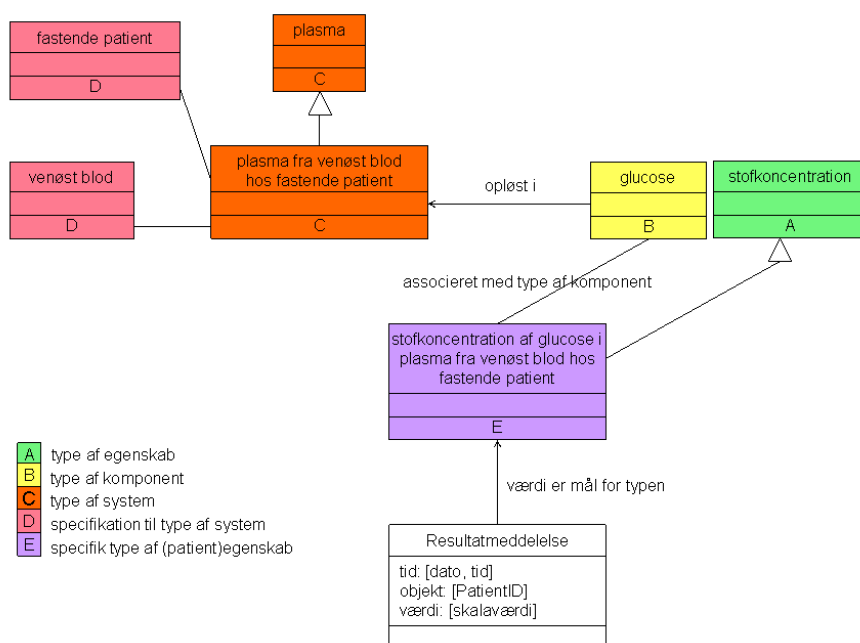 fastende patient
D
plasma
C
venøst blod
D
plasma fra venøst blod
hos fastende patient
C
opløst i
glucose
B
stofkoncentration
A
associeret med type af komponent
stofkoncentration af glucose i
plasma fra venøst blod hos
fastende patient
E
værdi er mål for typen
A type af egenskab
B type af komponent
C type af system
D specifikation til type af system
E specifik type af (patient)egenskab
Resultatmeddelelse
tid: [dato, tid]
objekt: [PatientID]
værdi: [skalaværdi]